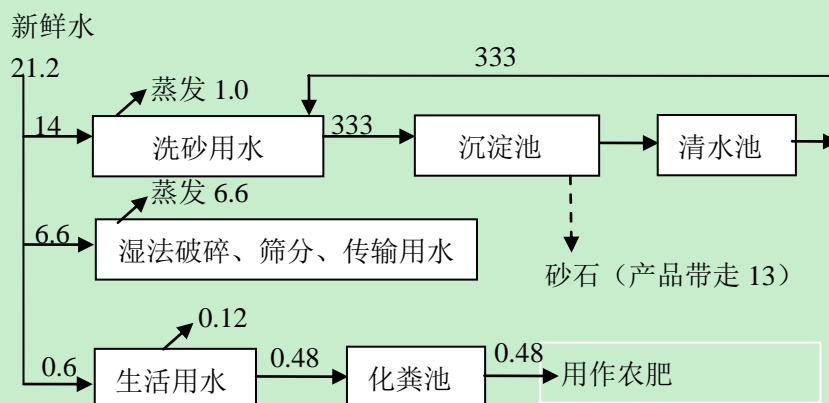 新鲜水
21.2
333
蒸发 1.0
14
洗砂用水
333
沉淀池
清水池
蒸发 6.6
6.6
湿法破碎、筛分、传输用水
砂石（产品带走 13）
0.12
0.6
生活用水
0.48
化粪池
0.48
用作农肥